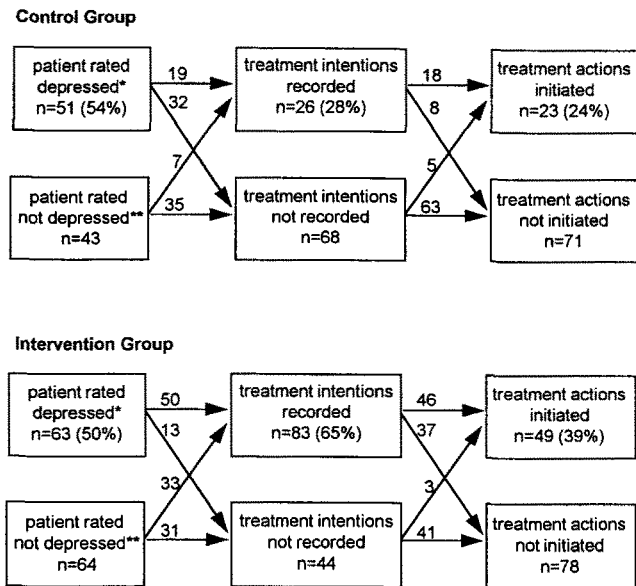 Control Group
patient rated
depressed*
n=51 (54%)
19
32
treatment intentions
recorded
n=26 (28%)
18
8
treatment actions
initiated
n=23 (24%)
7
5
patient rated
not depressed**
n=43
35
treatment intentions
not recorded
n=68
63
treatment actions
not initiated
n=71
Intervention Group
patient rated
depressed*
n=63 (50%)
50
13
treatment intentions
recorded
n=83 (65%)
46
37
treatment actions
initiated
n=49 (39%)
33
3
patient rated
not depressed**
n=64
31
treatment intentions
not recorded
n=44
41
treatment actions
not initiated
n=78